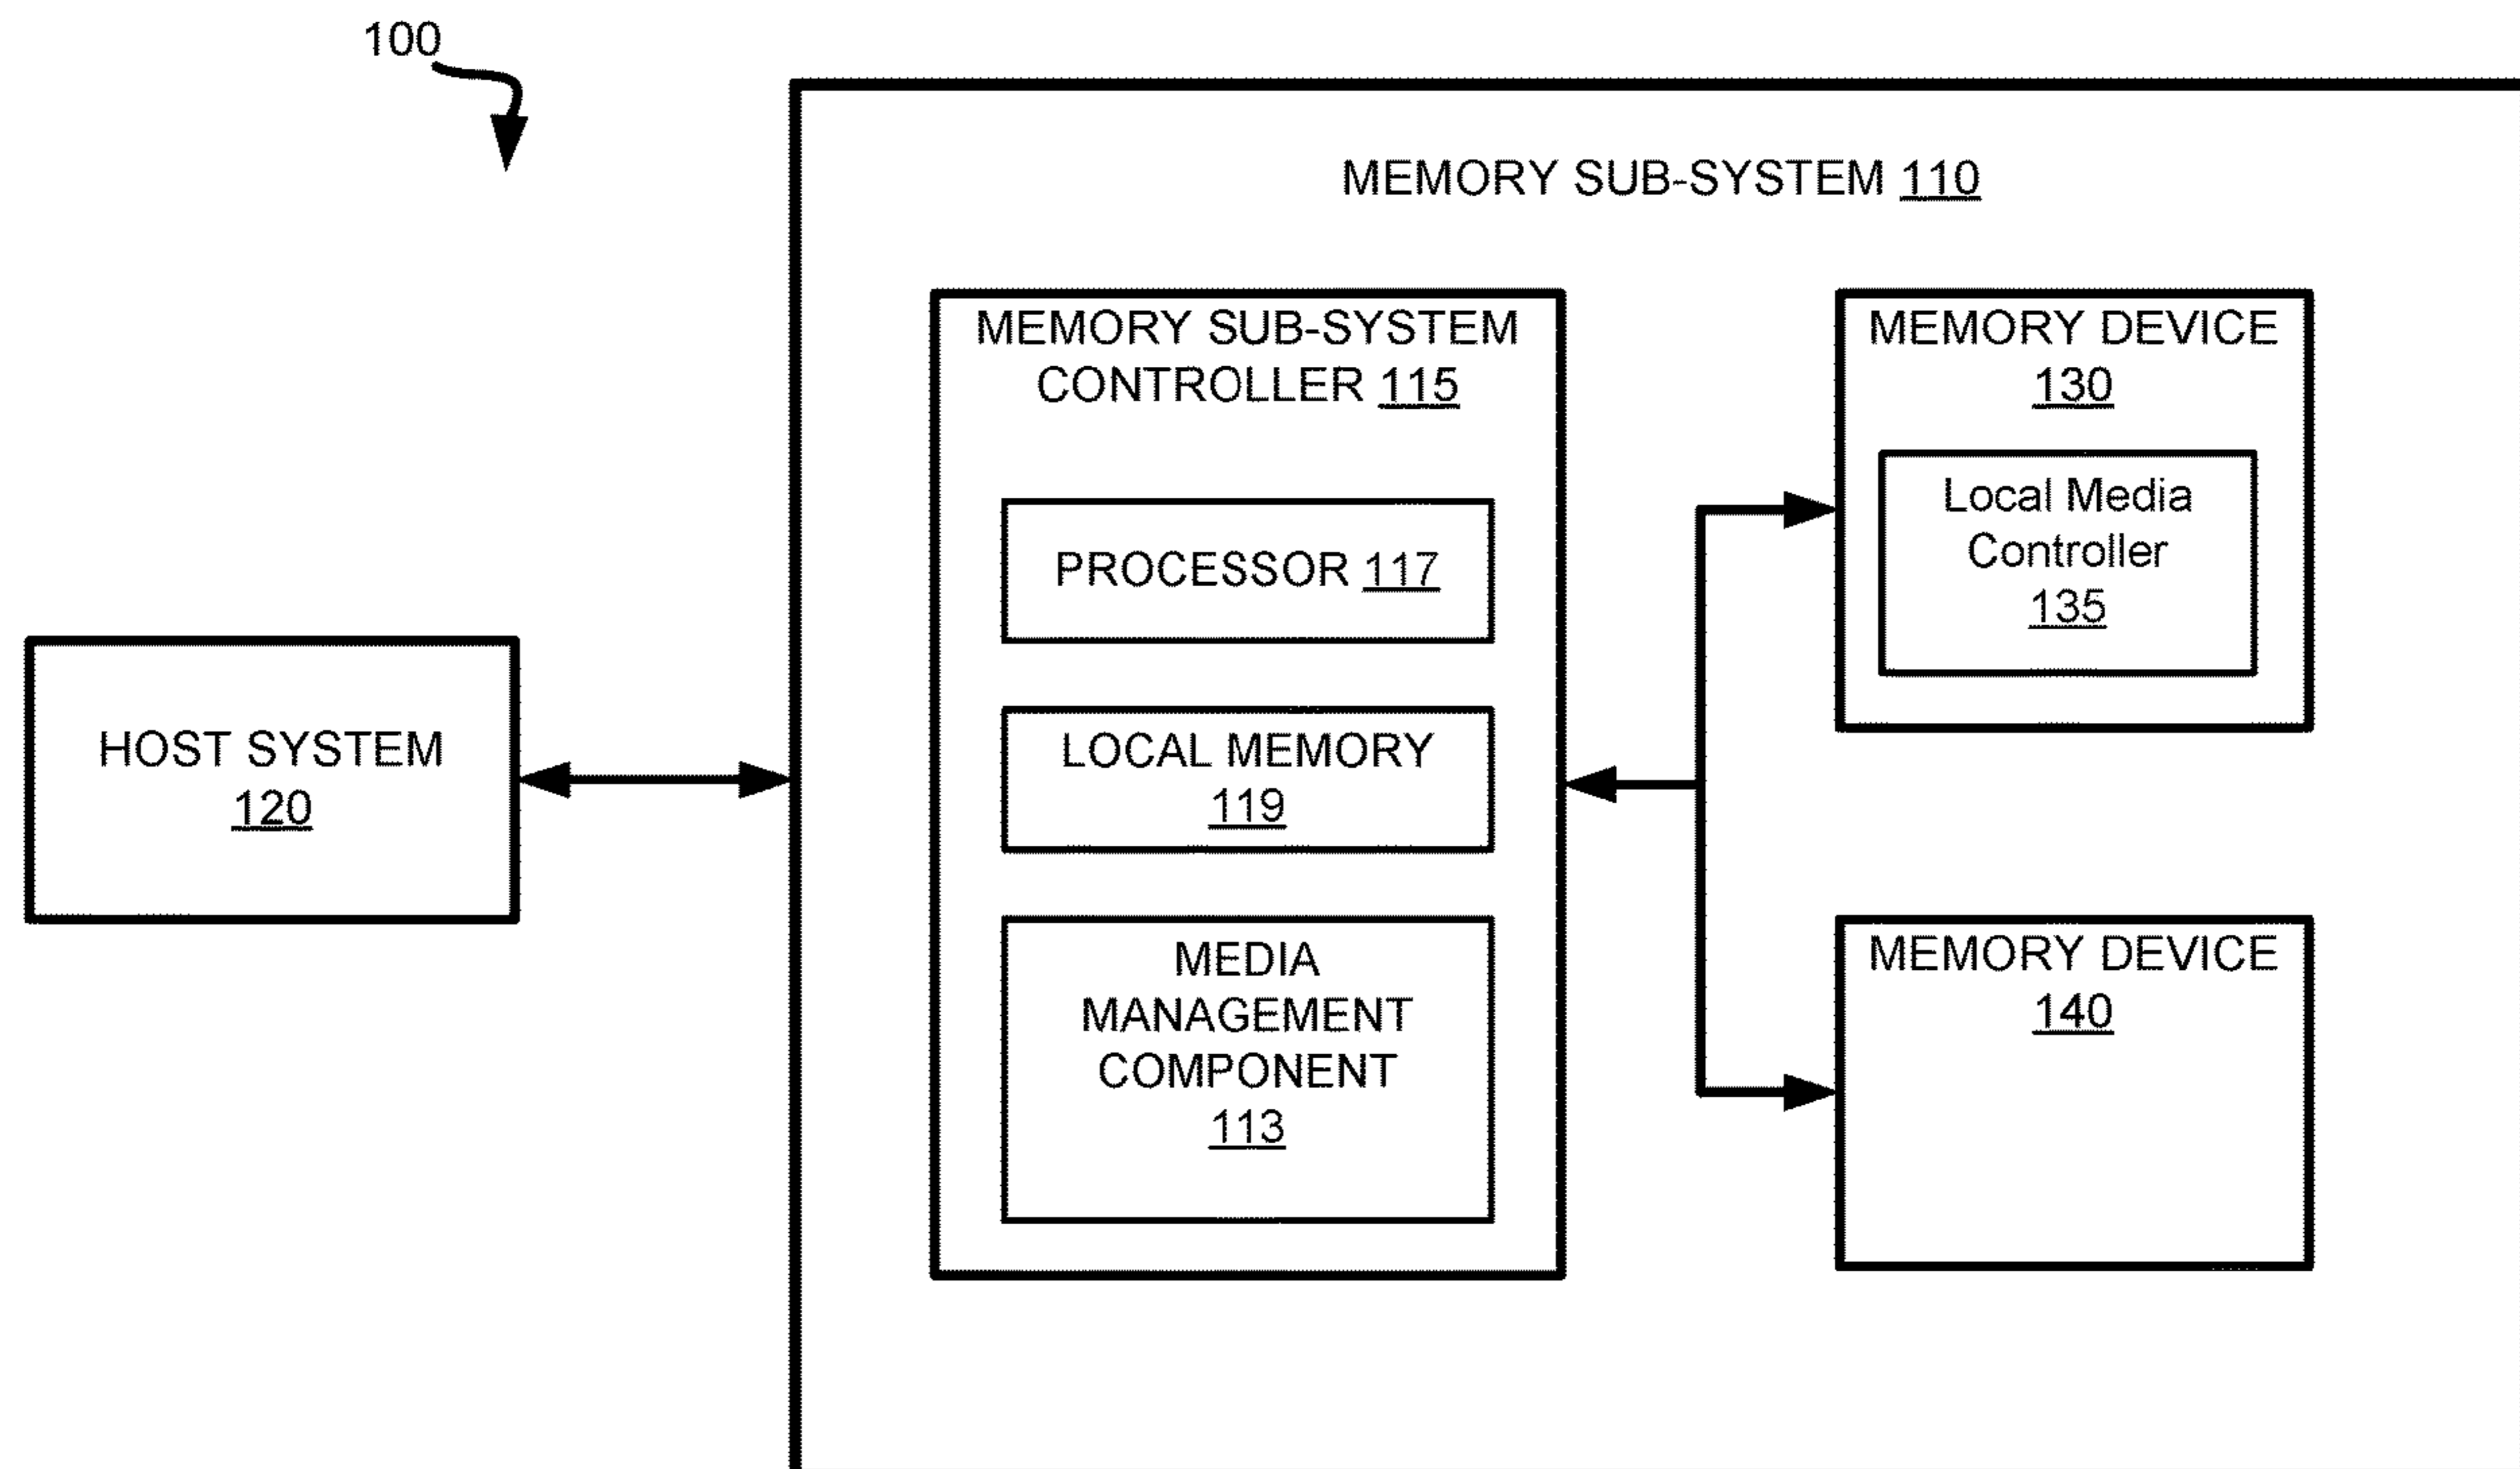 100
MEMORY SUB-SYSTEM 110
MEMORY SUB-SYSTEM
CONTROLLER 115
PROCESSOR 117
LOCAL MEMORY
119
MEDIA
MANAGEMENT
COMPONENT
113
MEMORY DEVICE
130
Local Media
Controller
135
MEMORY DEVICE
140
HOST SYSTEM
120